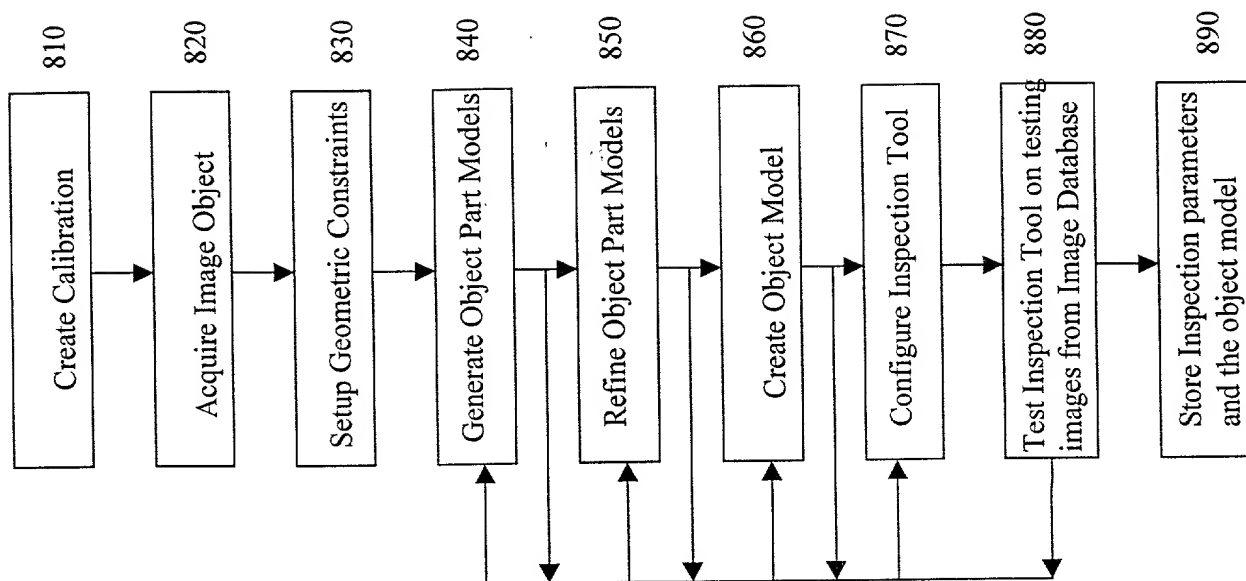 810
Create Calibration
820
Acquire Image Object
830
Setup Geometric Constraints
840
Generate Object Part Models
850
Refine Object Part Models
860
Create Object Model
870
Configure Inspection Tool
880
Test Inspection Tool on testing
images from Image Database
890
Store Inspection parameters
and the object model